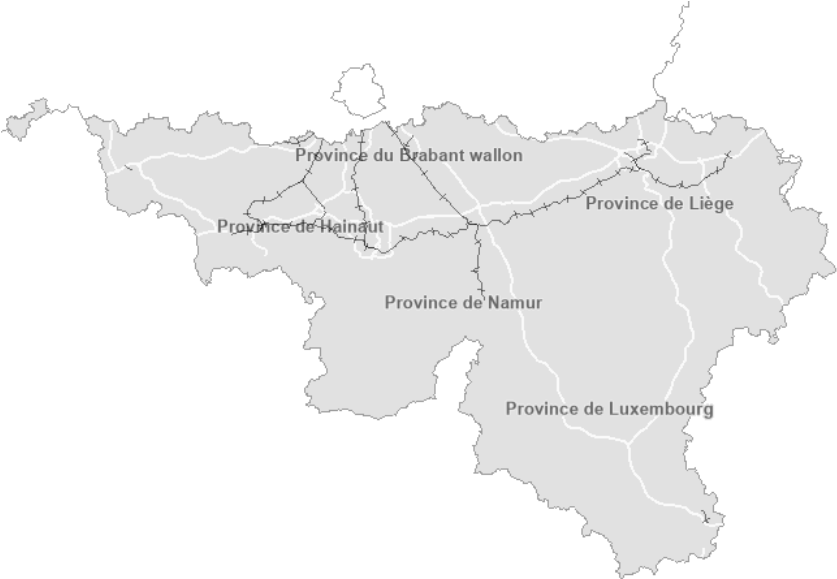 Province du Brabant wallon
Province de Liège
Province de Hainaut
Province de Namur
Province de Luxembourg